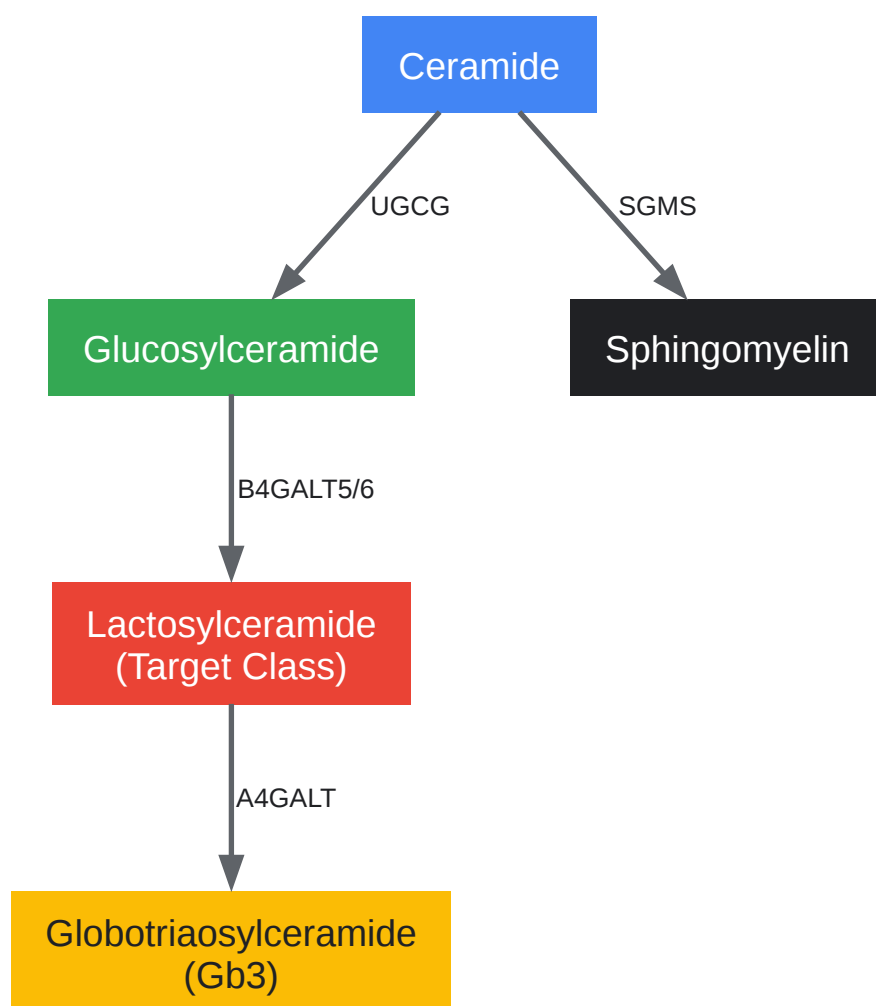 Ceramide
UGCG
SGMS
Glucosylceramide
Sphingomyelin
B4GALT5/6
Lactosylceramide
(Target Class)
A4GALT
Globotriaosylceramide
(Gb3)